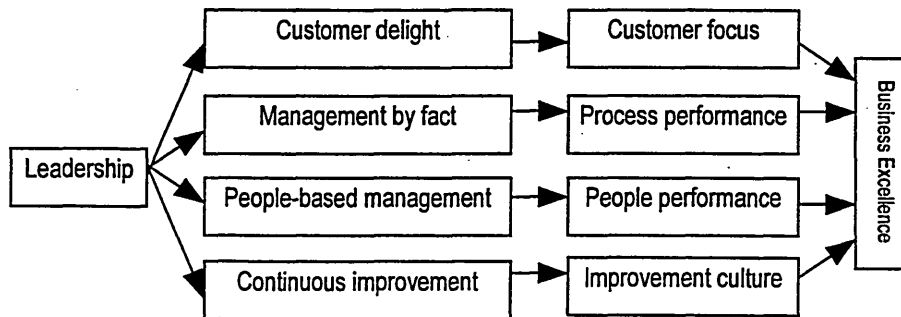 Customer delight
Customer focus
Management by fact
Process performance
Leadership
People-based management
People performance
Continuous improvement
Improvement culture
Business Excellence